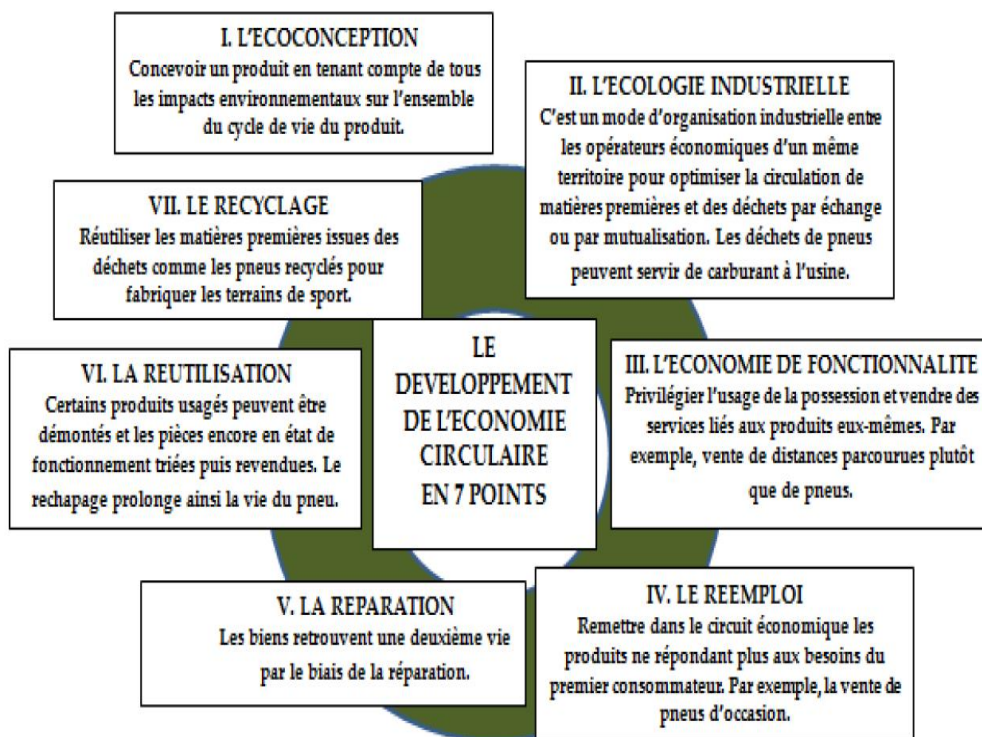 I. L'ECOCONCEPTION
Concevoir un produit en tenant compte de tous
les impacts environnementaux sur l'ensemble
du cycle de vie du produit.
II. L'ECOLOGIE INDUSTRIELLE
C'est un mode d'organisation industrielle entre
les opérateurs économiques d'un même
territoire pour optimiser la circulation de
matières premières et des déchets par échange
ou par mutualisation. Les déchets de pneus
peuvent servir de carburant à l'usine.
III. L'ECONOMIE DE FONCTIONNALITE
Privilégier l'usage de la possession et vendre des
services liés aux produits eux-mêmes. Par
exemple, vente de distances parcourues plutôt
que de pneus.
IV. LE REEMPLOI
Remettre dans le circuit économique les
produits ne répondant plus aux besoins du
premier consommateur. Par exemple, la vente de
pneus d'occasion.
V. LA REPARATION
Les biens retrouvent une deuxième vie
par le biais de la réparation.
VI. LA REUTILISATION
Certains produits usagés peuvent être
démontés et les pièces encore en état de
fonctionnement triées puis revendues. Le
rechapage prolonge ainsi la vie du pneu.
VII. LE RECYCLAGE
Réutiliser les matières premières issues des
déchets comme les pneus recyclés pour
fabriquer les terrains de sport.
LE
DEVELOPPEMENT
DE L'ECONOMIE
CIRCULAIRE
EN 7 POINTS